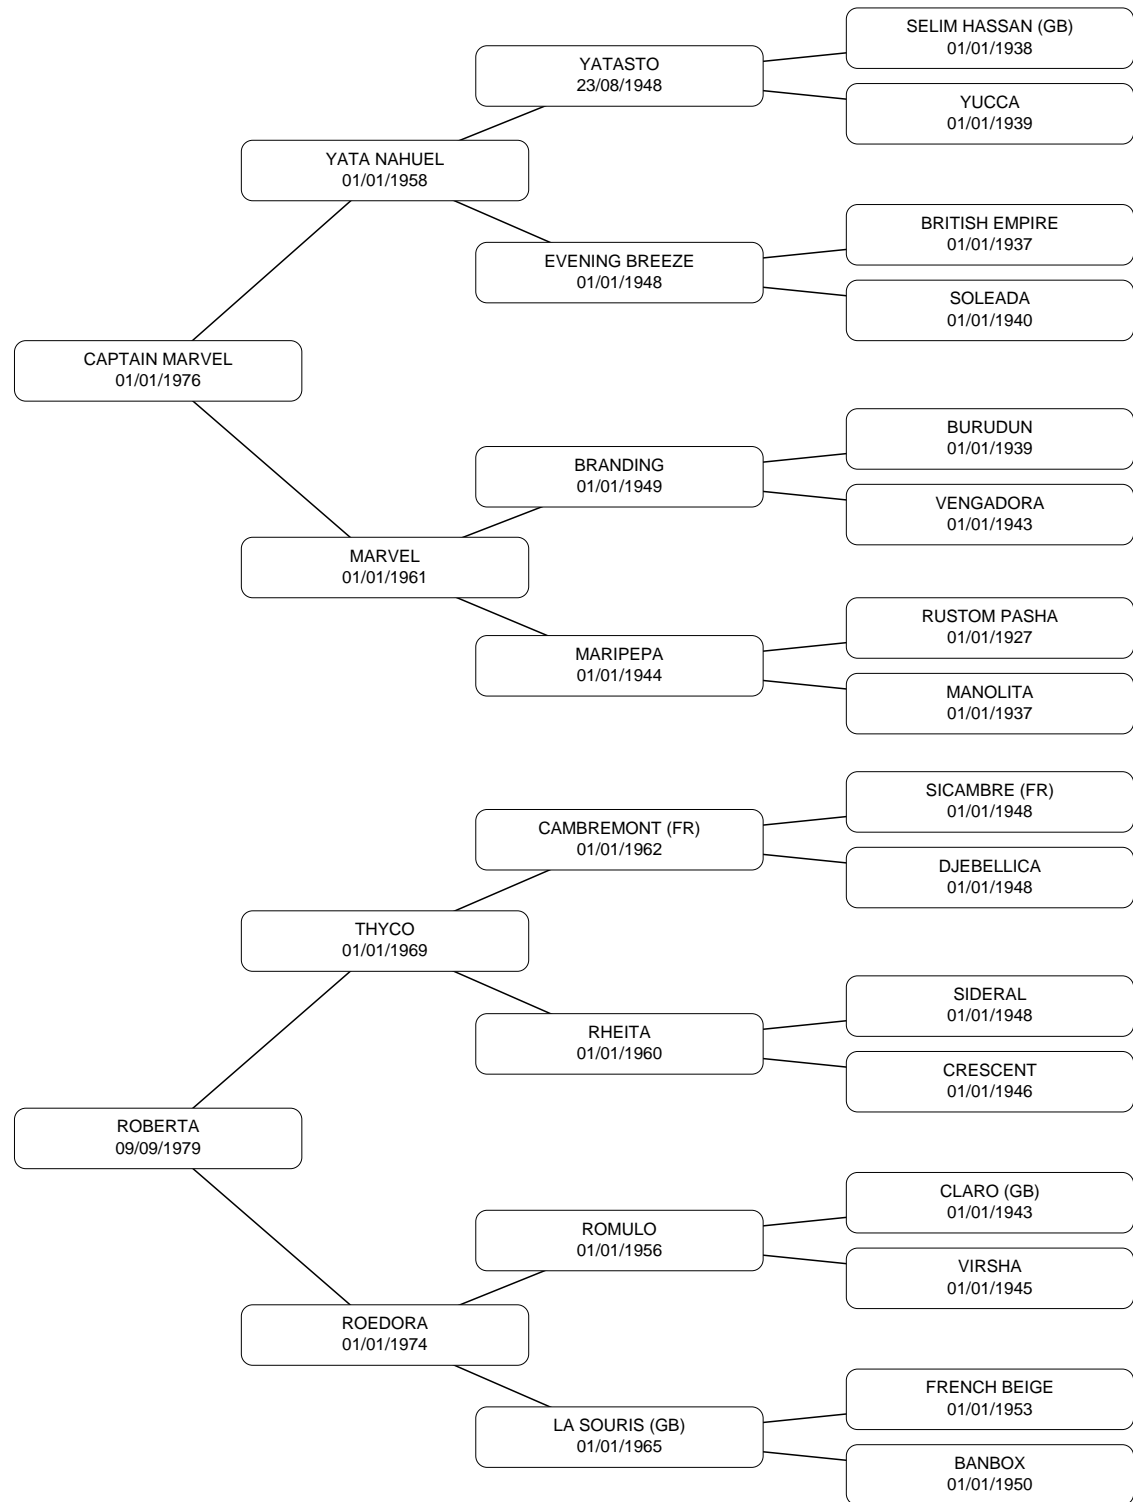 SELIM HASSAN (GB)
01/01/1938
YATASTO
23/08/1948
YUCCA
01/01/1939
YATA NAHUEL
01/01/1958
BRITISH EMPIRE
01/01/1937
EVENING BREEZE
01/01/1948
SOLEADA
01/01/1940
CAPTAIN MARVEL
01/01/1976
BURUDUN
01/01/1939
BRANDING
01/01/1949
VENGADORA
01/01/1943
MARVEL
01/01/1961
RUSTOM PASHA
01/01/1927
MARIPEPA
01/01/1944
MANOLITA
01/01/1937
SICAMBRE (FR)
01/01/1948
CAMBREMONT (FR)
01/01/1962
DJEBELLICA
01/01/1948
THYCO
01/01/1969
SIDERAL
01/01/1948
RHEITA
01/01/1960
CRESCENT
01/01/1946
ROBERTA
09/09/1979
CLARO (GB)
01/01/1943
ROMULO
01/01/1956
VIRSHA
01/01/1945
ROEDORA
01/01/1974
FRENCH BEIGE
01/01/1953
LA SOURIS (GB)
01/01/1965
BANBOX
01/01/1950